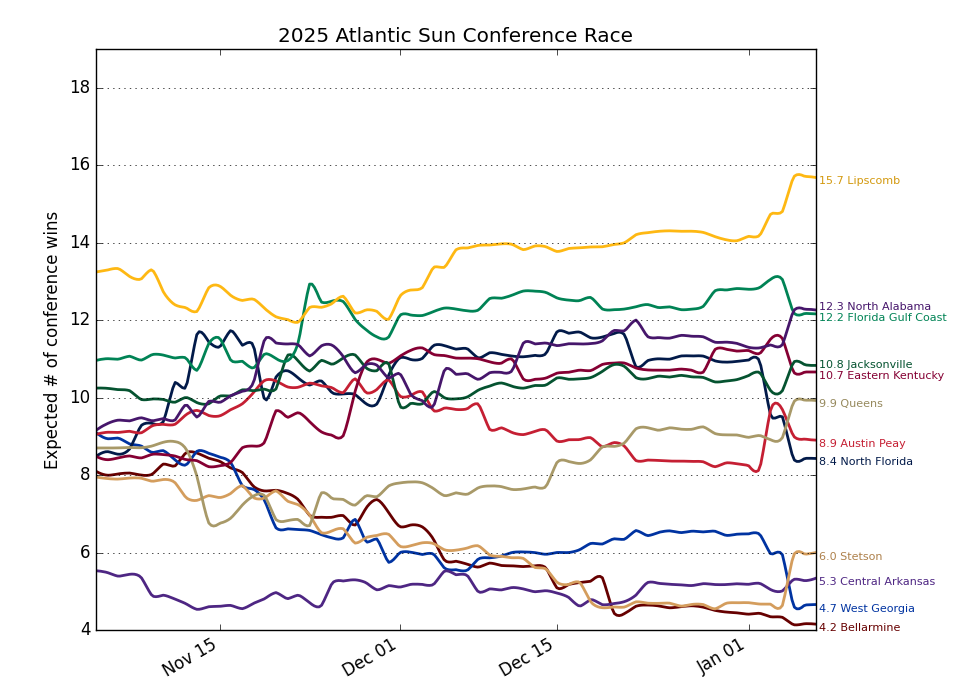 2025 Atlantic Sun Conference Race
Expected # of conference wins
18
16
14
12
10
8
6
4
15.7 Lipscomb
12.3 North Alabama
12.2 Florida Gulf Coast
10.8 Jacksonville
10.7 Eastern Kentucky
9.9 Queens
8.9 Austin Peay
8.4 North Florida
6.0 Stetson
5.3 Central Arkansas
4.7 West Georgia
4.2 Bellarmine
Nov 15
Dec 01
Dec 15
Jan 01